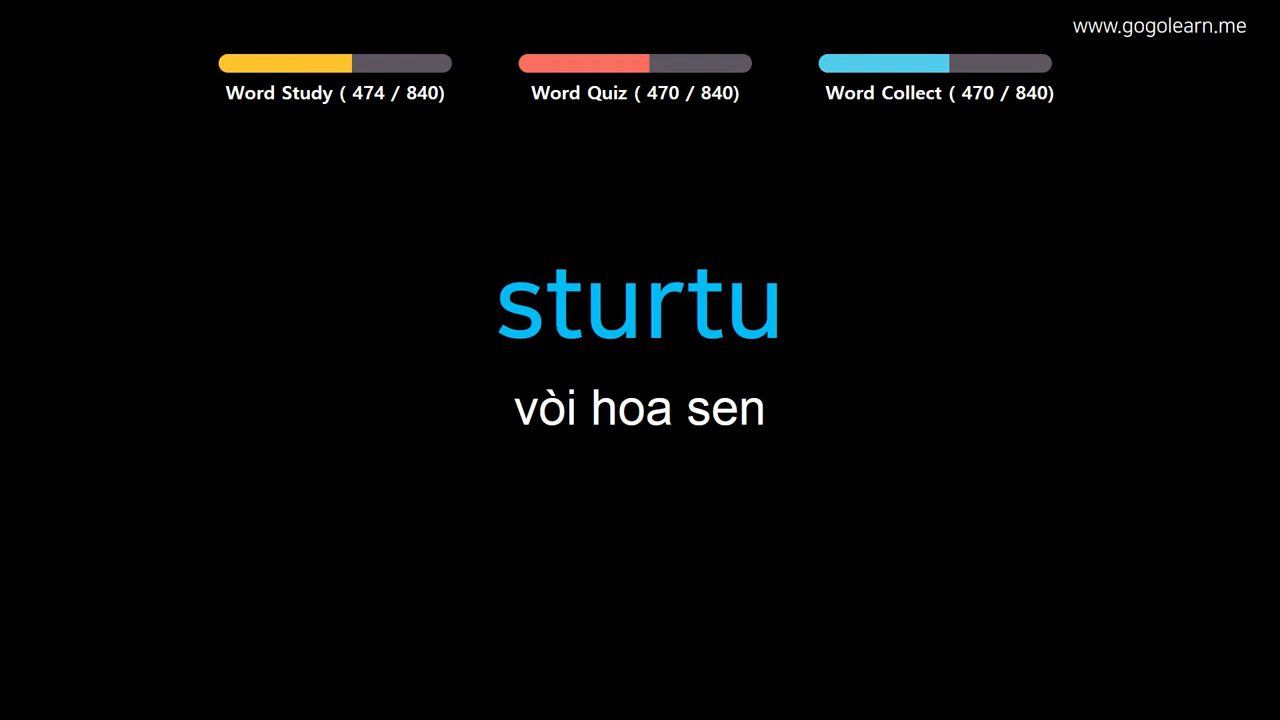 www.gogolearn.me
Word Study ( 474 / 840)
Word Quiz ( 470 / 840)
Word Collect ( 470 / 840)
sturtu
vòi hoa sen